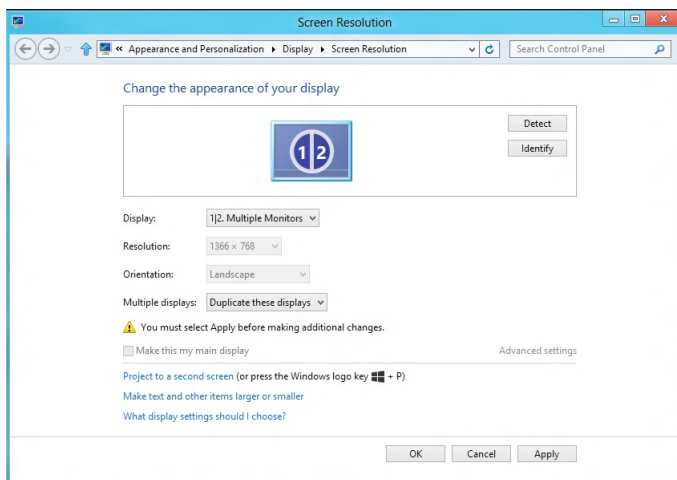 Screen Resolution
« Appearance and Personalization ▸ Display ▸ Screen Resolution
Search Control Panel
Change the appearance of your display
1|2
Detect
Identify
Display: 1|2. Multiple Monitors
Resolution: 1366 × 768
Orientation: Landscape
Multiple displays: Duplicate these displays
You must select Apply before making additional changes.
Make this my main display Advanced settings
Project to a second screen (or press the Windows logo key + P)
Make text and other items larger or smaller
What display settings should I choose?
OK Cancel Apply